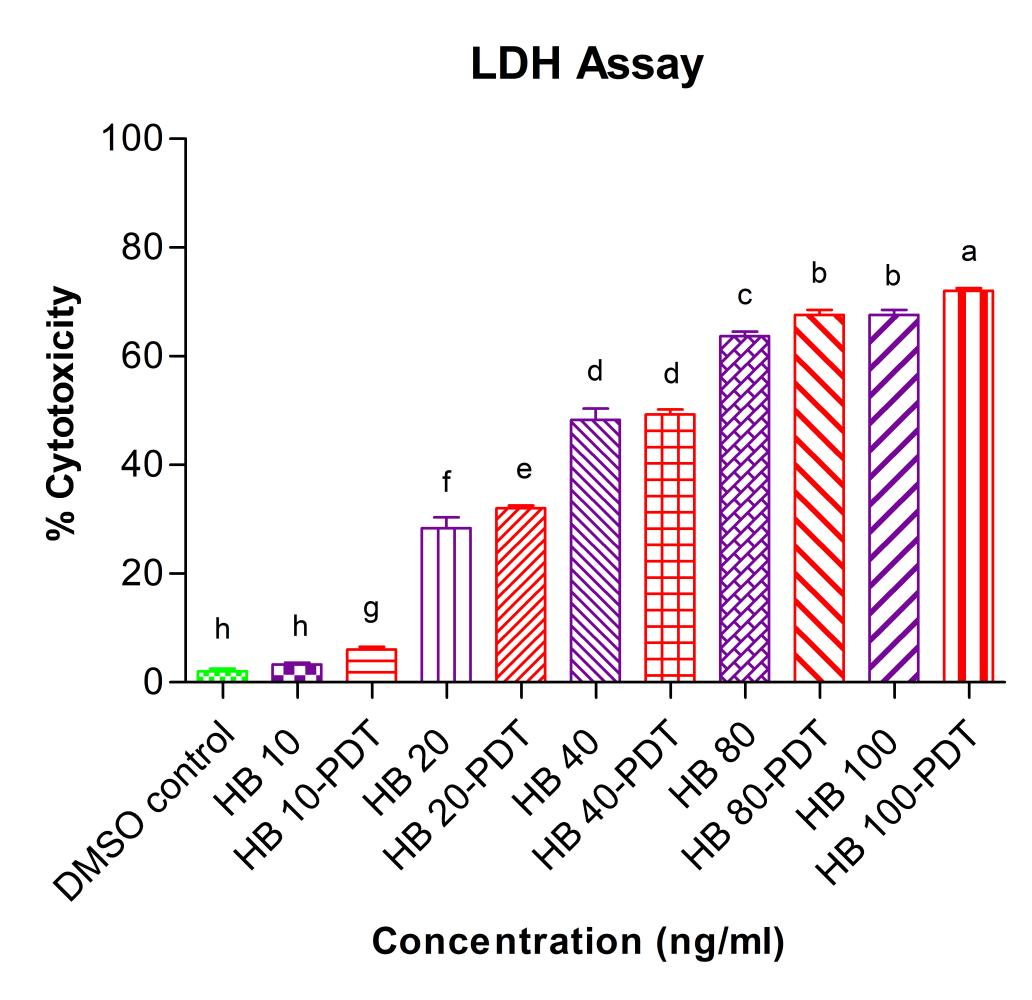 LDH Assay
% Cytotoxicity
100
80
60
40
20
0
h
h
g
f
e
d
d
c
b
b
a
DMSO control
HB 10
HB 10-PDT
HB 20
HB 20-PDT
HB 40
HB 40-PDT
HB 80
HB 80-PDT
HB 100
HB 100-PDT
Concentration (ng/ml)